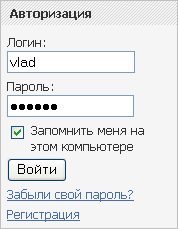 Авторизация
Логин:
vlad
Пароль:
●●●●●●
Запомнить меня на
этом компьютере
Войти
Забыли свой пароль?
Регистрация